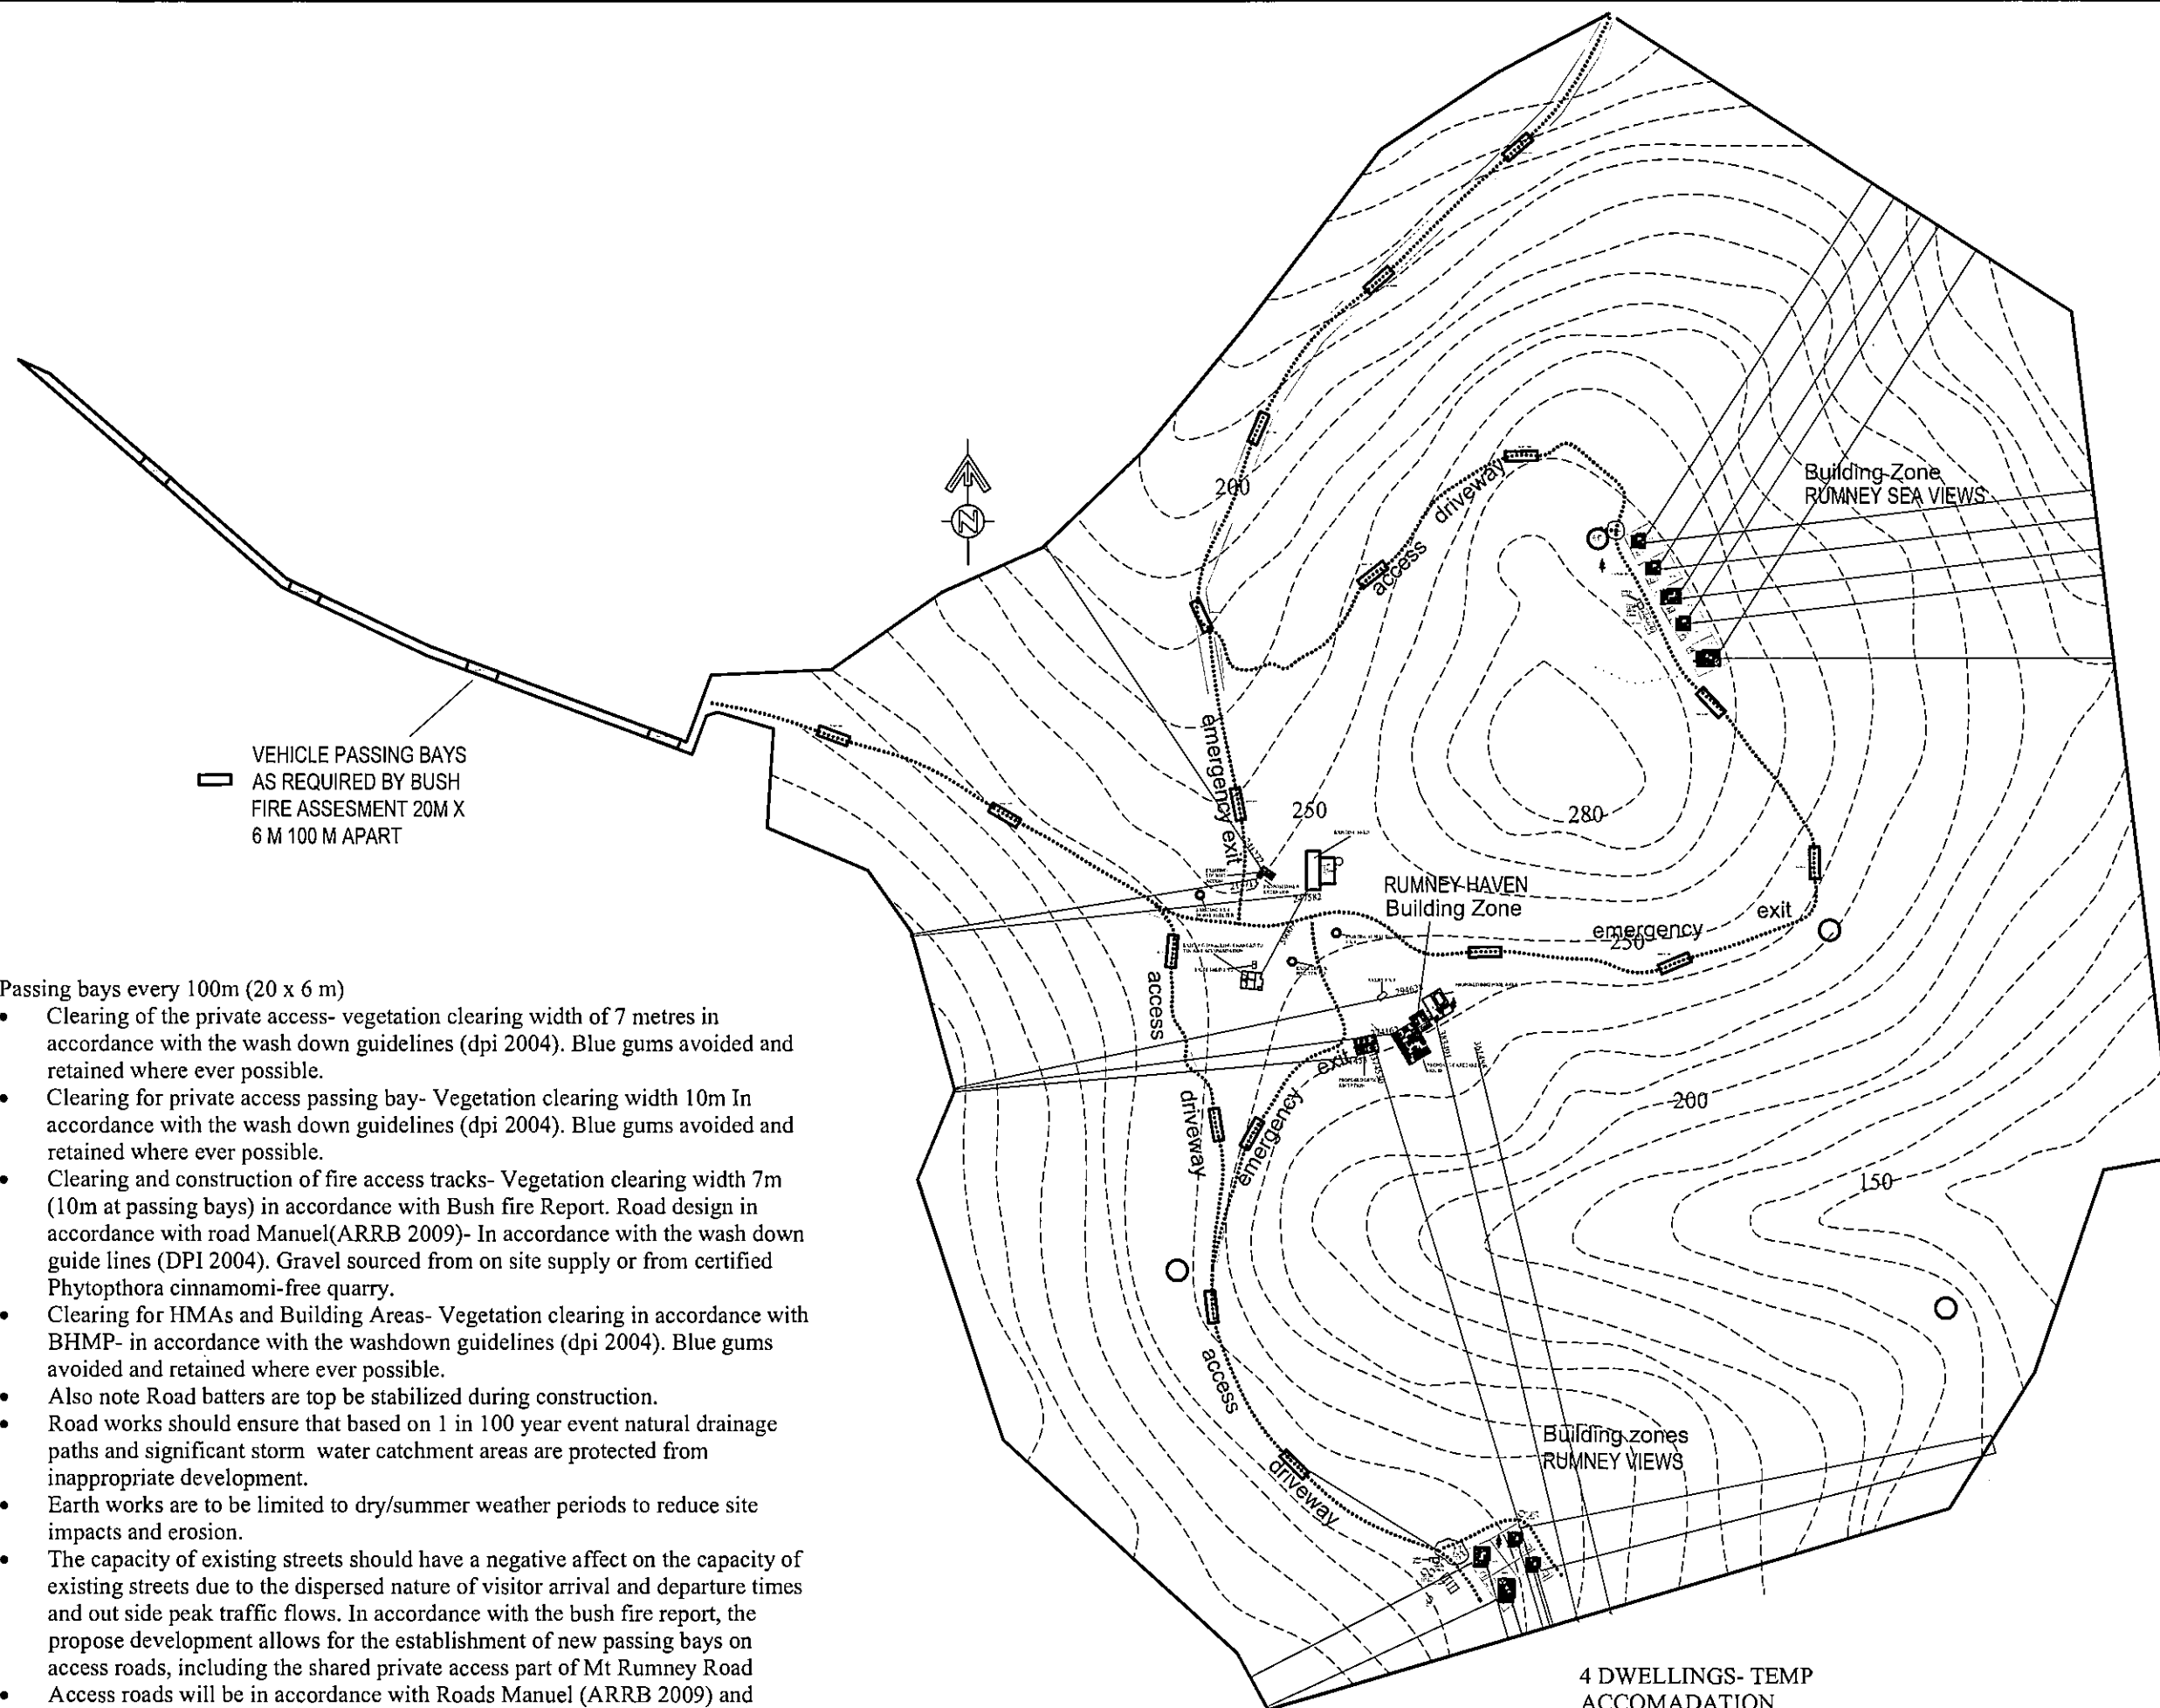 VEHICLE PASSING BAYS
AS REQUIRED BY BUSH
FIRE ASSESMENT 20M X
6 M 100 M APART
Passing bays every 100m (20 x 6 m)
• Clearing of the private access- vegetation clearing width of 7 metres in
accordance with the wash down guidelines (dpi 2004). Blue gums avoided and
retained where ever possible.
• Clearing for private access passing bay- Vegetation clearing width 10m In
accordance with the wash down guidelines (dpi 2004). Blue gums avoided and
retained where ever possible.
• Clearing and construction of fire access tracks- Vegetation clearing width 7m
(10m at passing bays) in accordance with Bush fire Report. Road design in
accordance with road Manuel(ARRB 2009)- In accordance with the wash down
guide lines (DPI 2004). Gravel sourced from on site supply or from certified
Phytopthora cinnamomi-free quarry.
• Clearing for HMAs and Building Areas- Vegetation clearing in accordance with
BHMP- in accordance with the washdown guidelines (dpi 2004). Blue gums
avoided and retained where ever possible.
• Also note Road batters are top be stabilized during construction.
• Road works should ensure that based on 1 in 100 year event natural drainage
paths and significant storm water catchment areas are protected from
inappropriate development.
• Earth works are to be limited to dry/summer weather periods to reduce site
impacts and erosion.
• The capacity of existing streets should have a negative affect on the capacity of
existing streets due to the dispersed nature of visitor arrival and departure times
and out side peak traffic flows. In accordance with the bush fire report, the
propose development allows for the establishment of new passing bays on
access roads, including the shared private access part of Mt Rumney Road
• Access roads will be in accordance with Roads Manuel (ARRB 2009) and
N
200
driveway
access
Building Zone
RUMNEY SEA VIEWS
emergency exit
250
280
RUMNEY HAVEN
Building Zone
exit
emergency
250
access
driveway
exit
emergency
200
150
access
driveway
Building zones
RUMNEY VIEWS
4 DWELLINGS- TEMP
ACCOMADATION